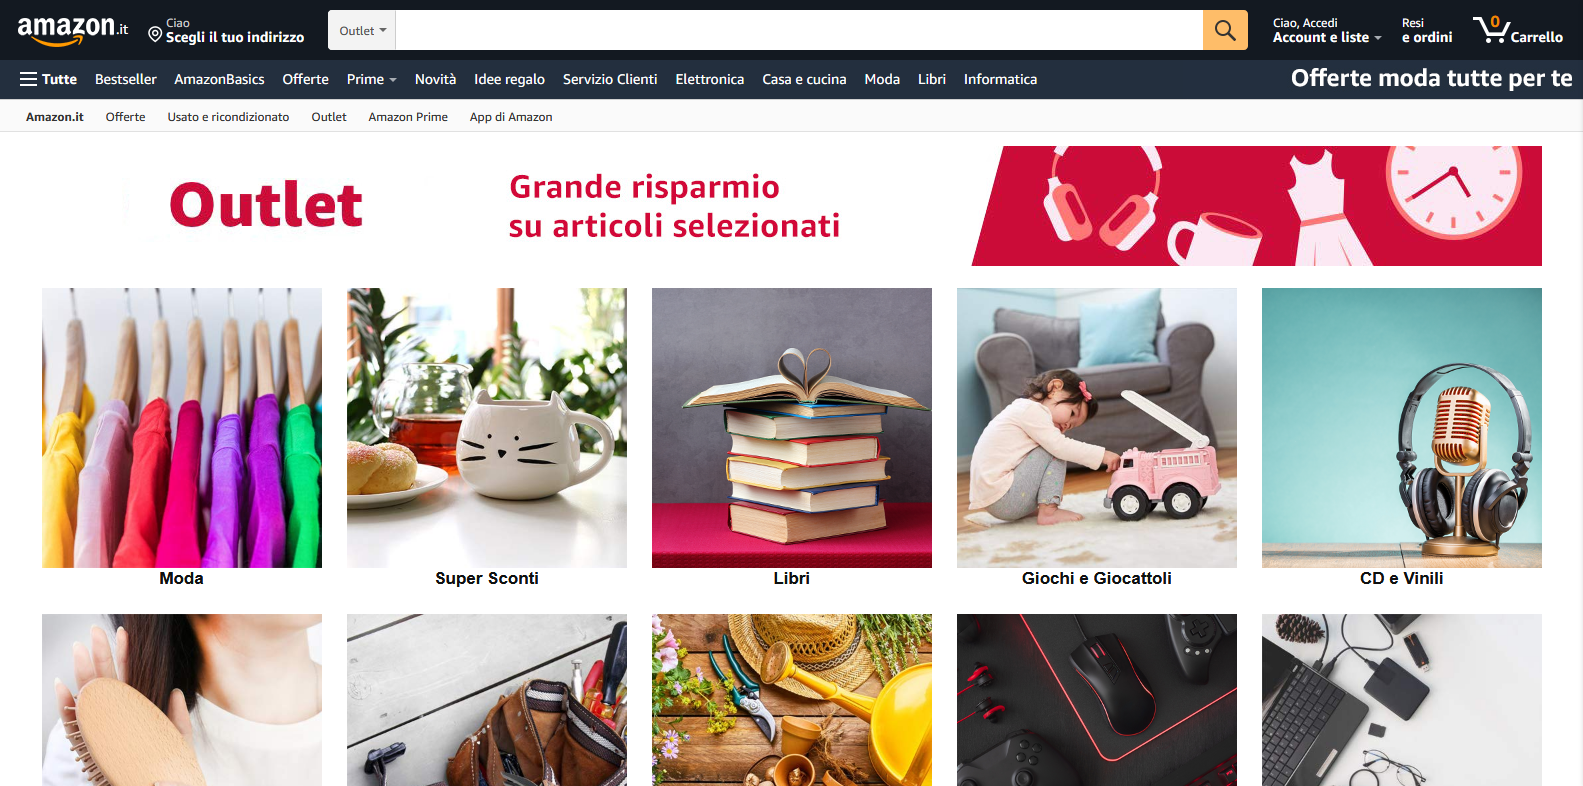 amazon.it
Ciao
Scegli il tuo indirizzo
Outlet
Ciao, Accedi
Account e liste
Resi
e ordini
0
Carrello
Tutte
Bestseller
AmazonBasics
Offerte
Prime
Novità
Idee regalo
Servizio Clienti
Elettronica
Casa e cucina
Moda
Libri
Informatica
Offerte moda tutte per te
Amazon.it
Offerte
Usato e ricondizionato
Outlet
Amazon Prime
App di Amazon
Outlet
Grande risparmio
su articoli selezionati
Moda
Super Sconti
Libri
Giochi e Giocattoli
CD e Vinili